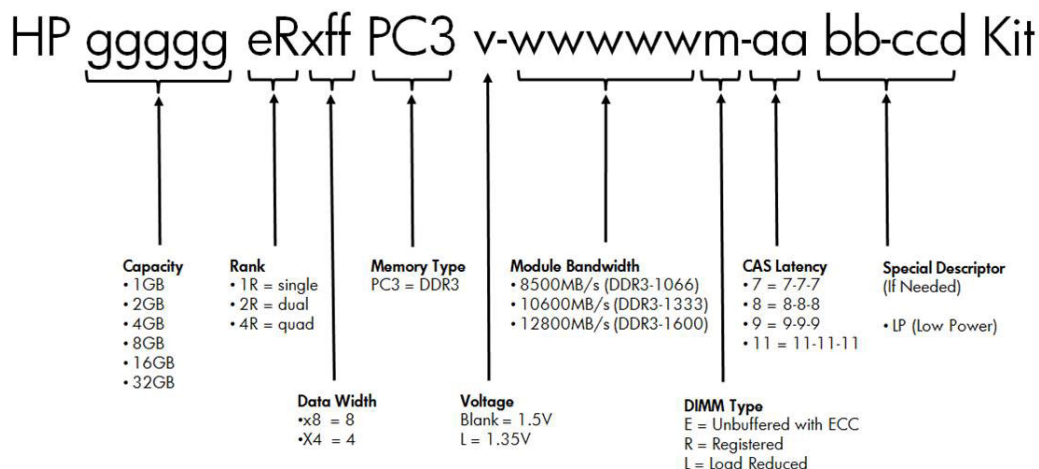 HP ggggg eRxff PC3 v-wwwwwm-aa bb-ccd Kit
Capacity
• 1GB
• 2GB
• 4GB
• 8GB
• 16GB
• 32GB
Rank
• 1R = single
• 2R = dual
• 4R = quad
Memory Type
PC3 = DDR3
Module Bandwidth
• 8500MB/s (DDR3-1066)
• 10600MB/s (DDR3-1333)
• 12800MB/s (DDR3-1600)
CAS Latency
• 7 = 7-7-7
• 8 = 8-8-8
• 9 = 9-9-9
• 11 = 11-11-11
Special Descriptor
(If Needed)
• LP (Low Power)
Data Width
•x8 = 8
•X4 = 4
Voltage
Blank = 1.5V
L = 1.35V
DIMM Type
E = Unbuffered with ECC
R = Registered
L = Load Reduced